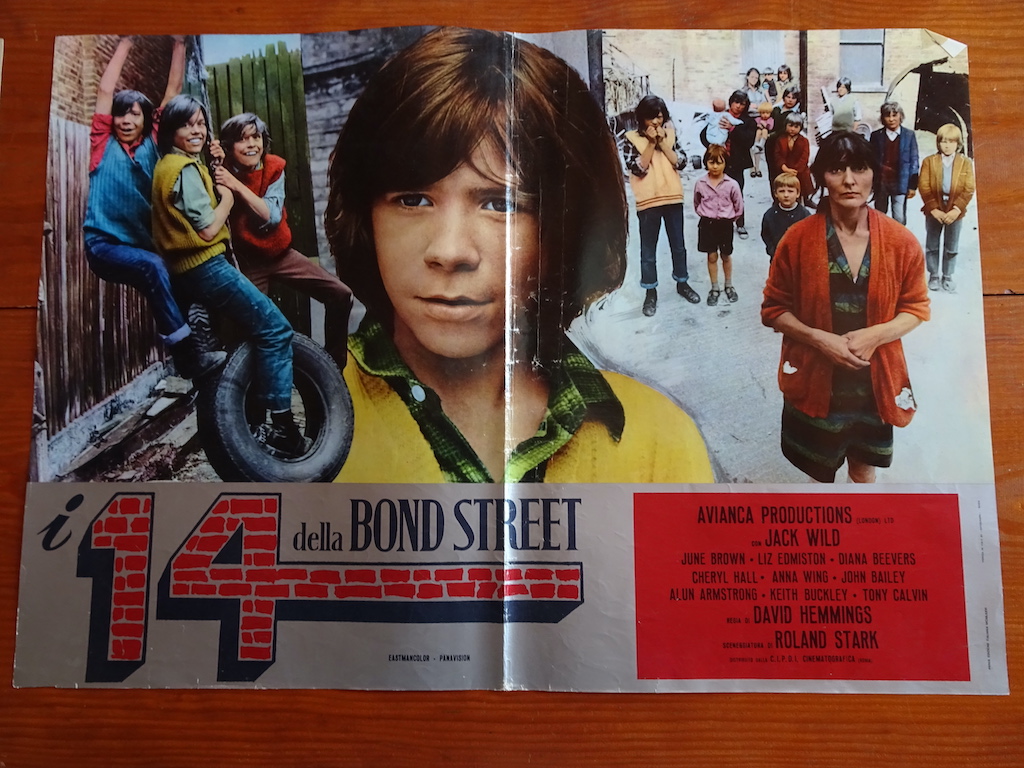 i 14 della BOND STREET
EASTMANCOLOR - PANAVISION
AVIANCA PRODUCTIONS (LONDON) LTD
CON JACK WILD
JUNE BROWN • LIZ EDMISTON • DIANA BEEVERS
CHERYL HALL • ANNA WING • JOHN BAILEY
ALUN ARMSTRONG • KEITH BUCKLEY • TONY CALVIN
REGIA DI DAVID HEMMINGS
SCENEGGIATURA DI ROLAND STARK
DISTRIBUITO DALLA C.I.P.D.I. CINEMATOGRAFICA